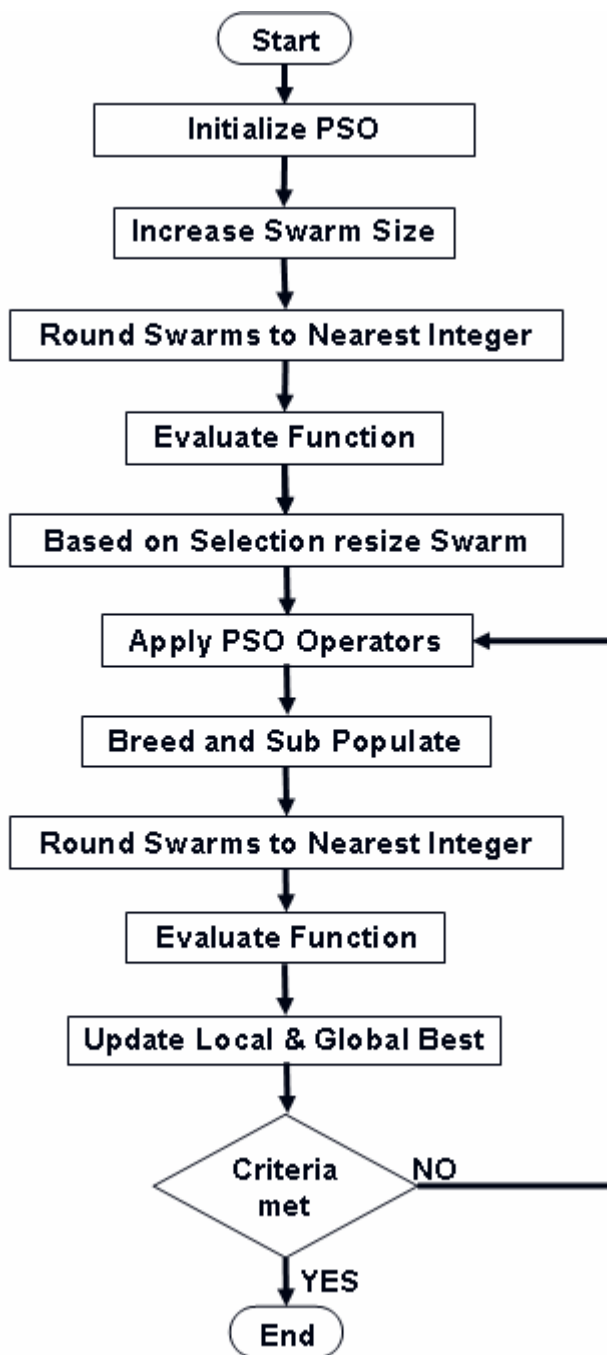 Start
Initialize PSO
Increase Swarm Size
Round Swarms to Nearest Integer
Evaluate Function
Based on Selection resize Swarm
Apply PSO Operators
Breed and Sub Populate
Round Swarms to Nearest Integer
Evaluate Function
Update Local & Global Best
Criteria
met
NO
YES
End